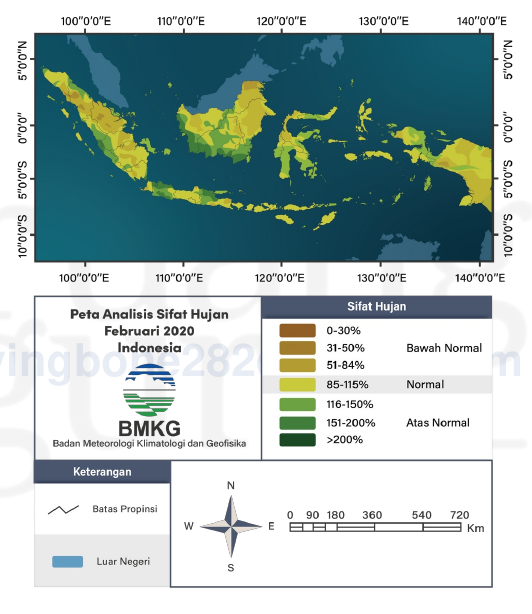 100°0'0"E 110°0'0"E 120°0'0"E 130°0'0"E 140°0'0"E
5°0'0"N 5°0'0"N
0°0'0" 0°0'0"
5°0'0"S 5°0'0"S
10°0'0"S 10°0'0"S
100°0'0"E 110°0'0"E 120°0'0"E 130°0'0"E 140°0'0"E
Peta Analisis Sifat Hujan
Februari 2020
Indonesia
BMKG
Badan Meteorologi Klimatologi dan Geofisika
Sifat Hujan
0-30%
31-50% Bawah Normal
51-84%
85-115% Normal
116-150%
151-200% Atas Normal
>200%
Keterangan
Batas Propinsi
Luar Negeri
N
W E
S
0 90 180 360 540 720
Km